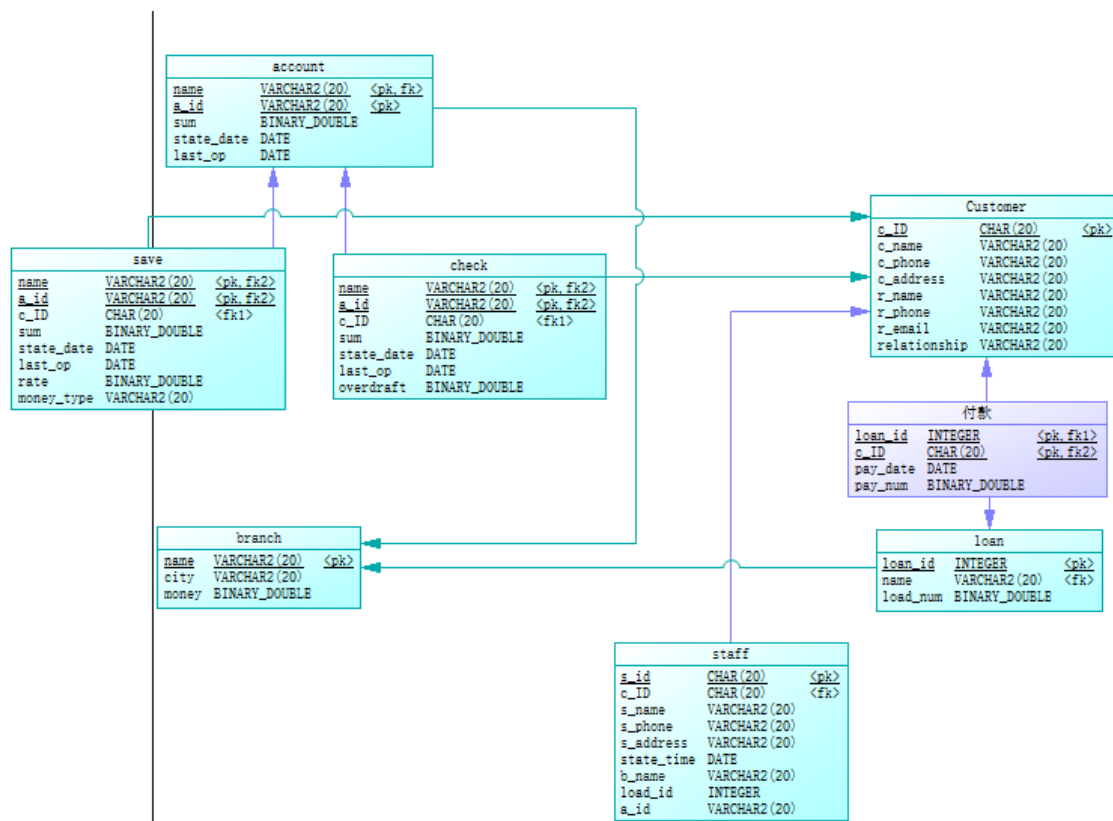 account
name VARCHAR2(20) <pk,fk>
a_id VARCHAR2(20) <pk>
sum BINARY_DOUBLE
state_date DATE
last_op DATE
save
name VARCHAR2(20) <pk,fk2>
a_id VARCHAR2(20) <pk,fk2>
c_ID CHAR(20) <fk1>
sum BINARY_DOUBLE
state_date DATE
last_op DATE
rate BINARY_DOUBLE
money_type VARCHAR2(20)
check
name VARCHAR2(20) <pk,fk2>
a_id VARCHAR2(20) <pk,fk2>
c_ID CHAR(20) <fk1>
sum BINARY_DOUBLE
state_date DATE
last_op DATE
overdraft BINARY_DOUBLE
Customer
c_ID CHAR(20) <pk>
c_name VARCHAR2(20)
c_phone VARCHAR2(20)
c_address VARCHAR2(20)
r_name VARCHAR2(20)
r_phone VARCHAR2(20)
r_email VARCHAR2(20)
relationship VARCHAR2(20)
付款
loan_id INTEGER <pk,fk1>
c_ID CHAR(20) <pk,fk2>
pay_date DATE
pay_num BINARY_DOUBLE
branch
name VARCHAR2(20) <pk>
city VARCHAR2(20)
money BINARY_DOUBLE
loan
loan_id INTEGER <pk>
name VARCHAR2(20) <fk>
load_num BINARY_DOUBLE
staff
s_id CHAR(20) <pk>
c_ID CHAR(20) <fk>
s_name VARCHAR2(20)
s_phone VARCHAR2(20)
s_address VARCHAR2(20)
state_time DATE
b_name VARCHAR2(20)
load_id INTEGER
a_id VARCHAR2(20)